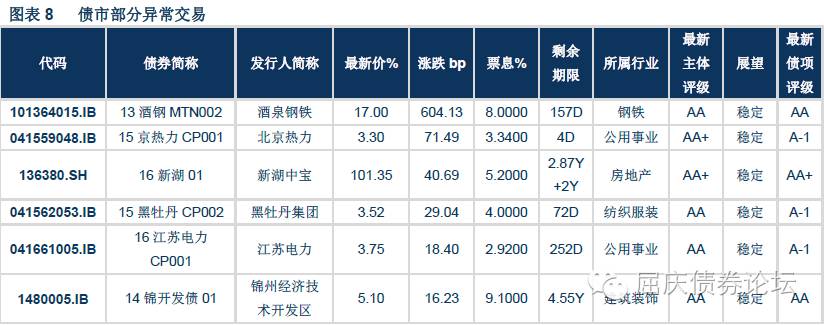 图表 8 债市部分异常交易
代码 债券简称 发行人简称 最新价% 涨跌 bp 票息% 剩余期限 所属行业 最新主体评级 展望 最新债项评级
101364015.IB 13 酒钢 MTN002 酒泉钢铁 17.00 604.13 8.0000 157D 钢铁 AA 稳定 AA
041559048.IB 15 京热力 CP001 北京热力 3.30 71.49 3.3400 4D 公用事业 AA+ 稳定 A-1
136380.SH 16 新湖 01 新湖中宝 101.35 40.69 5.2000 2.87Y+2Y 房地产 AA+ 稳定 AA+
041562053.IB 15 黑牡丹 CP002 黑牡丹集团 3.52 29.04 4.0000 72D 纺织服装 AA 稳定 A-1
041661005.IB 16 江苏电力 CP001 江苏电力 3.75 18.40 2.9200 252D 公用事业 AA 稳定 A-1
1480005.IB 14 锦开发债 01 锦州经济技术开发区 5.10 16.23 9.1000 4.55Y 建筑装饰 AA 稳定 AA
屈庆债券论坛